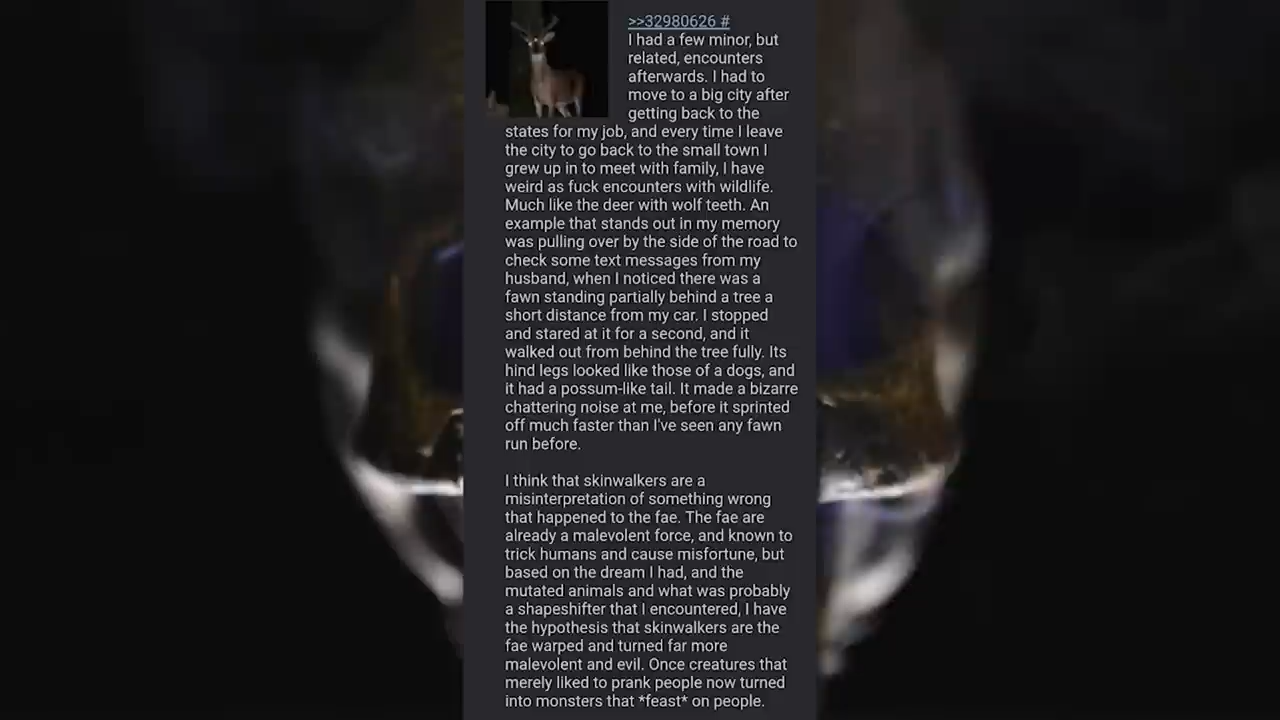 >>32980626 #
I had a few minor, but
related, encounters
afterwards. I had to
move to a big city after
getting back to the
states for my job, and every time I leave
the city to go back to the small town I
grew up in to meet with family, I have
weird as fuck encounters with wildlife.
Much like the deer with wolf teeth. An
example that stands out in my memory
was pulling over by the side of the road to
check some text messages from my
husband, when I noticed there was a
fawn standing partially behind a tree a
short distance from my car. I stopped
and stared at it for a second, and it
walked out from behind the tree fully. Its
hind legs looked like those of a dogs, and
it had a possum-like tail. It made a bizarre
chattering noise at me, before it sprinted
off much faster than I've seen any fawn
run before.
I think that skinwalkers are a
misinterpretation of something wrong
that happened to the fae. The fae are
already a malevolent force, and known to
trick humans and cause misfortune, but
based on the dream I had, and the
mutated animals and what was probably
a shapeshifter that I encountered, I have
the hypothesis that skinwalkers are the
fae warped and turned far more
malevolent and evil. Once creatures that
merely liked to prank people now turned
into monsters that *feast* on people.